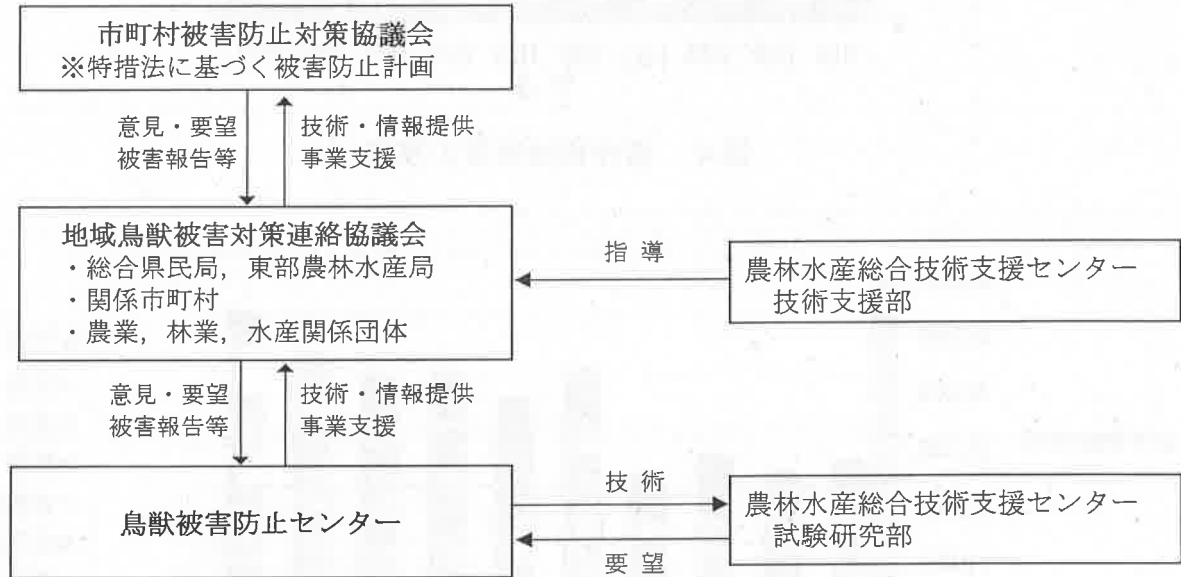 市町村被害防止対策協議会
※特措法に基づく被害防止計画
意見・要望
被害報告等
技術・情報提供
事業支援
地域鳥獣被害対策連絡協議会
・総合県民局，東部農林水産局
・関係市町村
・農業，林業，水産関係団体
指 導
農林水産総合技術支援センター
技術支援部
意見・要望
被害報告等
技術・情報提供
事業支援
鳥獣被害防止センター
技 術
要 望
農林水産総合技術支援センター
試験研究部